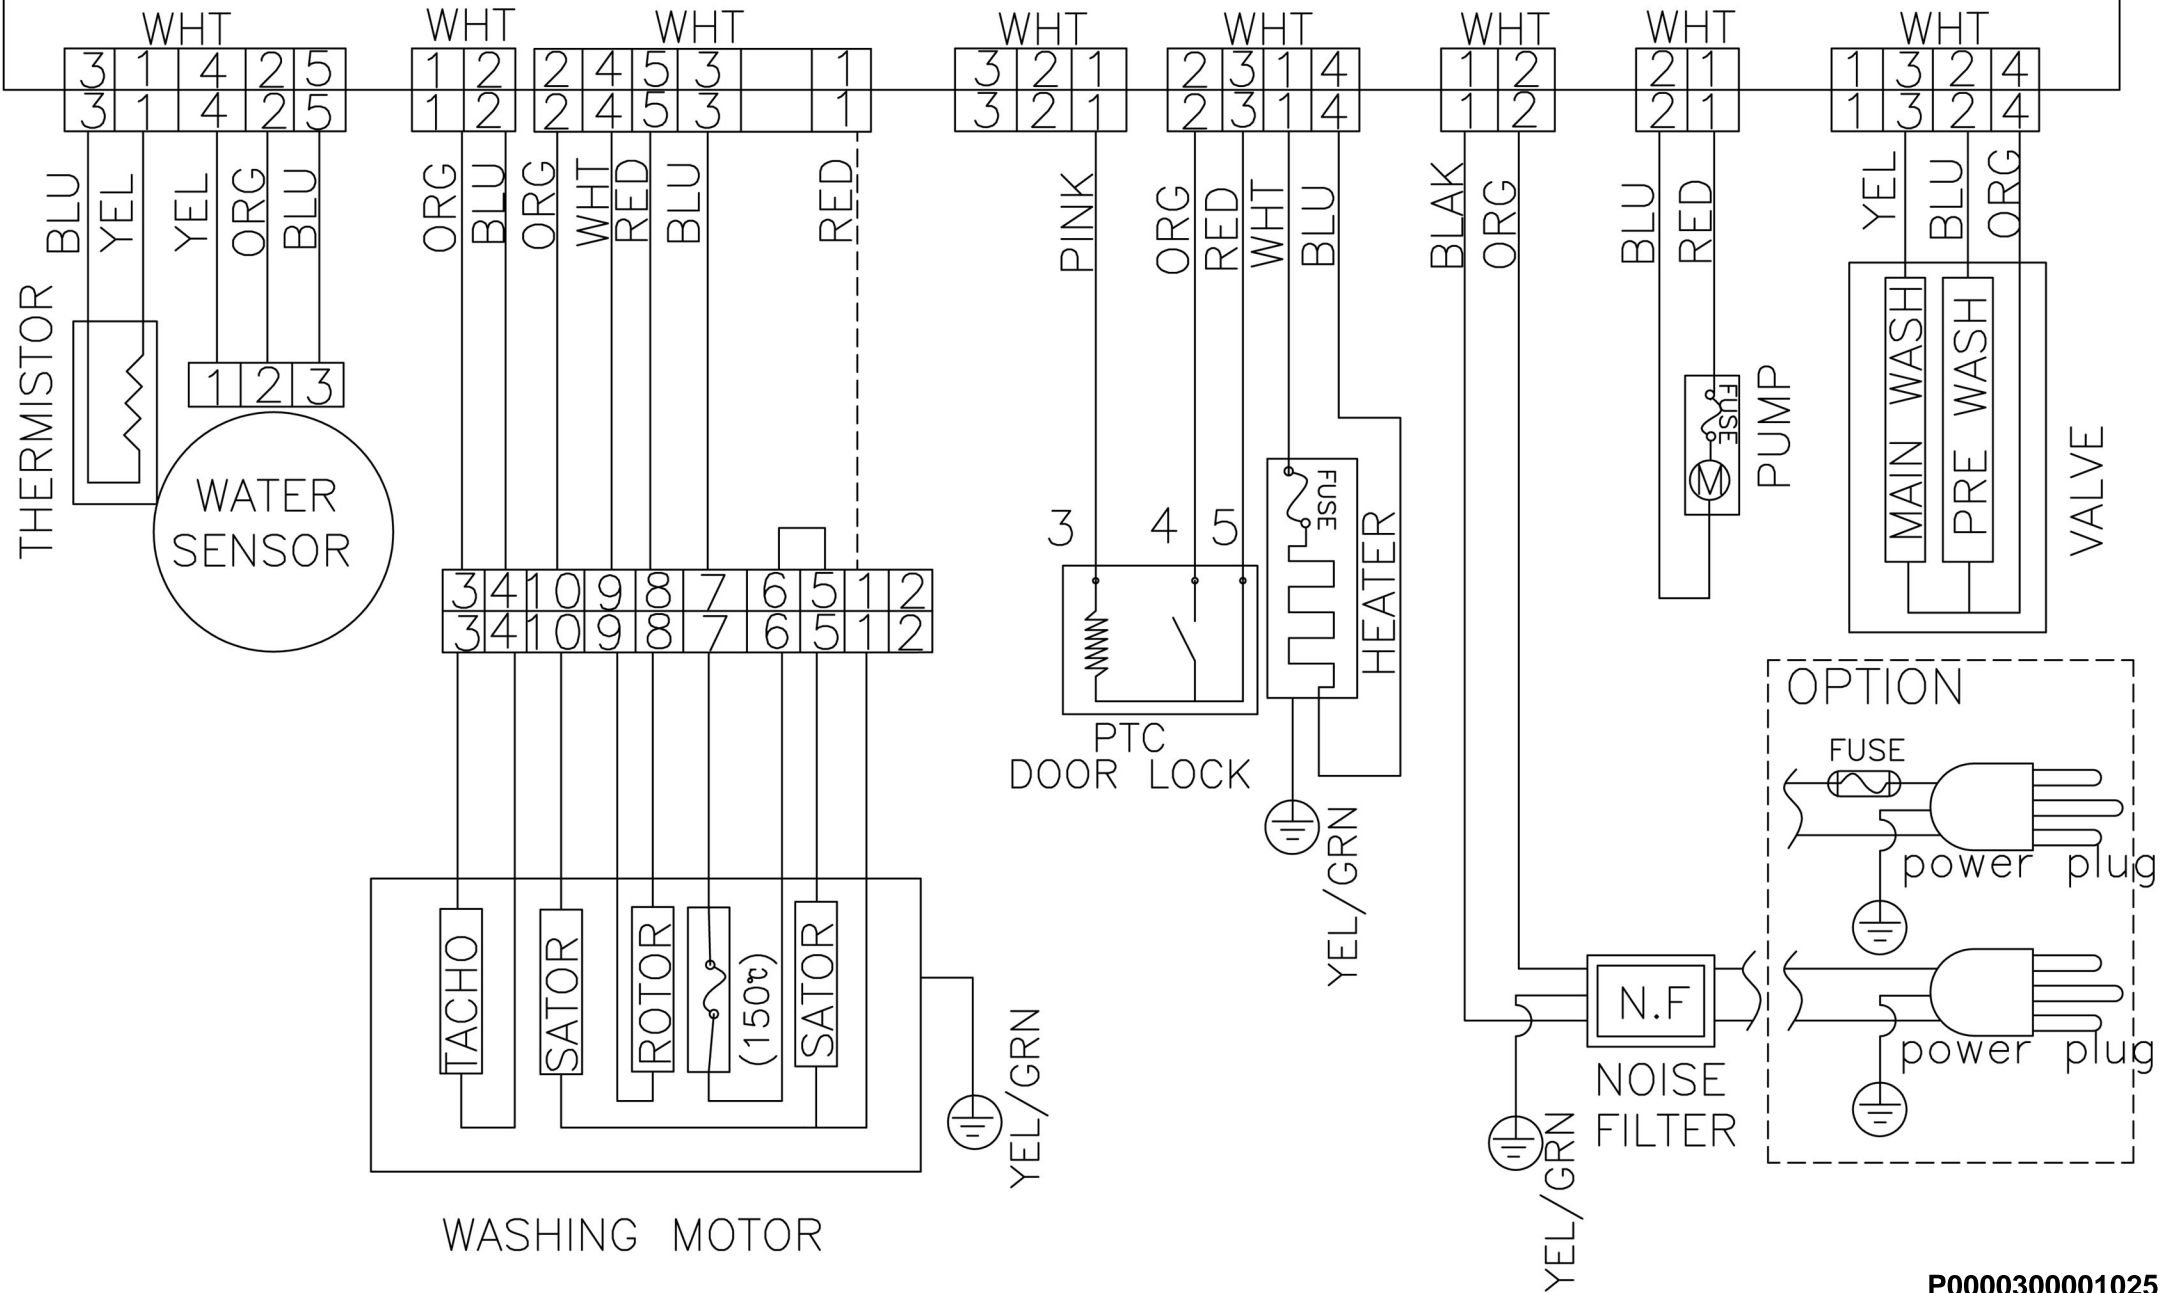 WHT WHT WHT WHT WHT WHT WHT WHT
3 1 4 2 5 1 2 2 4 5 3 1 3 2 1 2 3 1 4 1 2 2 1 1 3 2 4
3 1 4 2 5 1 2 2 4 5 3 1 3 2 1 2 3 1 4 1 2 2 1 1 3 2 4
BLU YEL YEL ORG BLU ORG BLU ORG WHT RED BLU RED PINK ORG RED WHT BLU BLAK ORG BLU RED YEL BLU ORG
THERMISTOR
1 2 3
WATER
SENSOR
3 4 5
FUSE
HEATER
FUSE
M
PUMP
MAIN WASH
PRE WASH
VALVE
3 4 10 9 8 7 6 5 1 2
3 4 10 9 8 7 6 5 1 2
PTC
DOOR LOCK
YEL/GRN
OPTION
FUSE
power plug
TACHO
SATOR
ROTOR
(150℃)
SATOR
YEL/GRN
WASHING MOTOR
N.F
NOISE
FILTER
YEL/GRN
power plug
P0000300001025